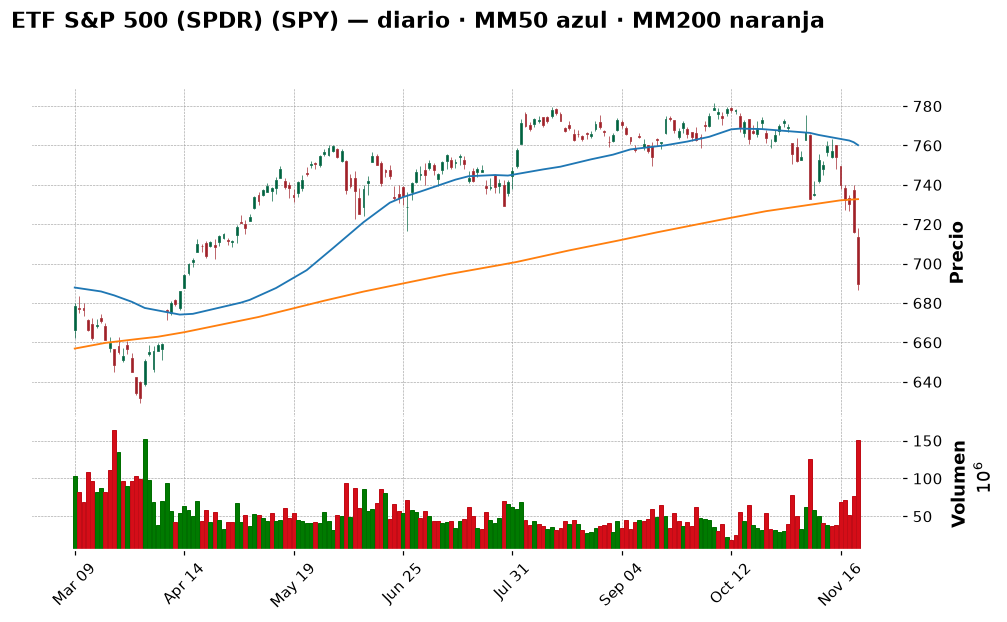 ETF S&P 500 (SPDR) (SPY) — diario · MM50 azul · MM200 naranja
780
760
740
720
700
680
660
640
Precio
150
100
50
Volumen
10^6
Mar 09
Apr 14
May 19
Jun 25
Jul 31
Sep 04
Oct 12
Nov 16